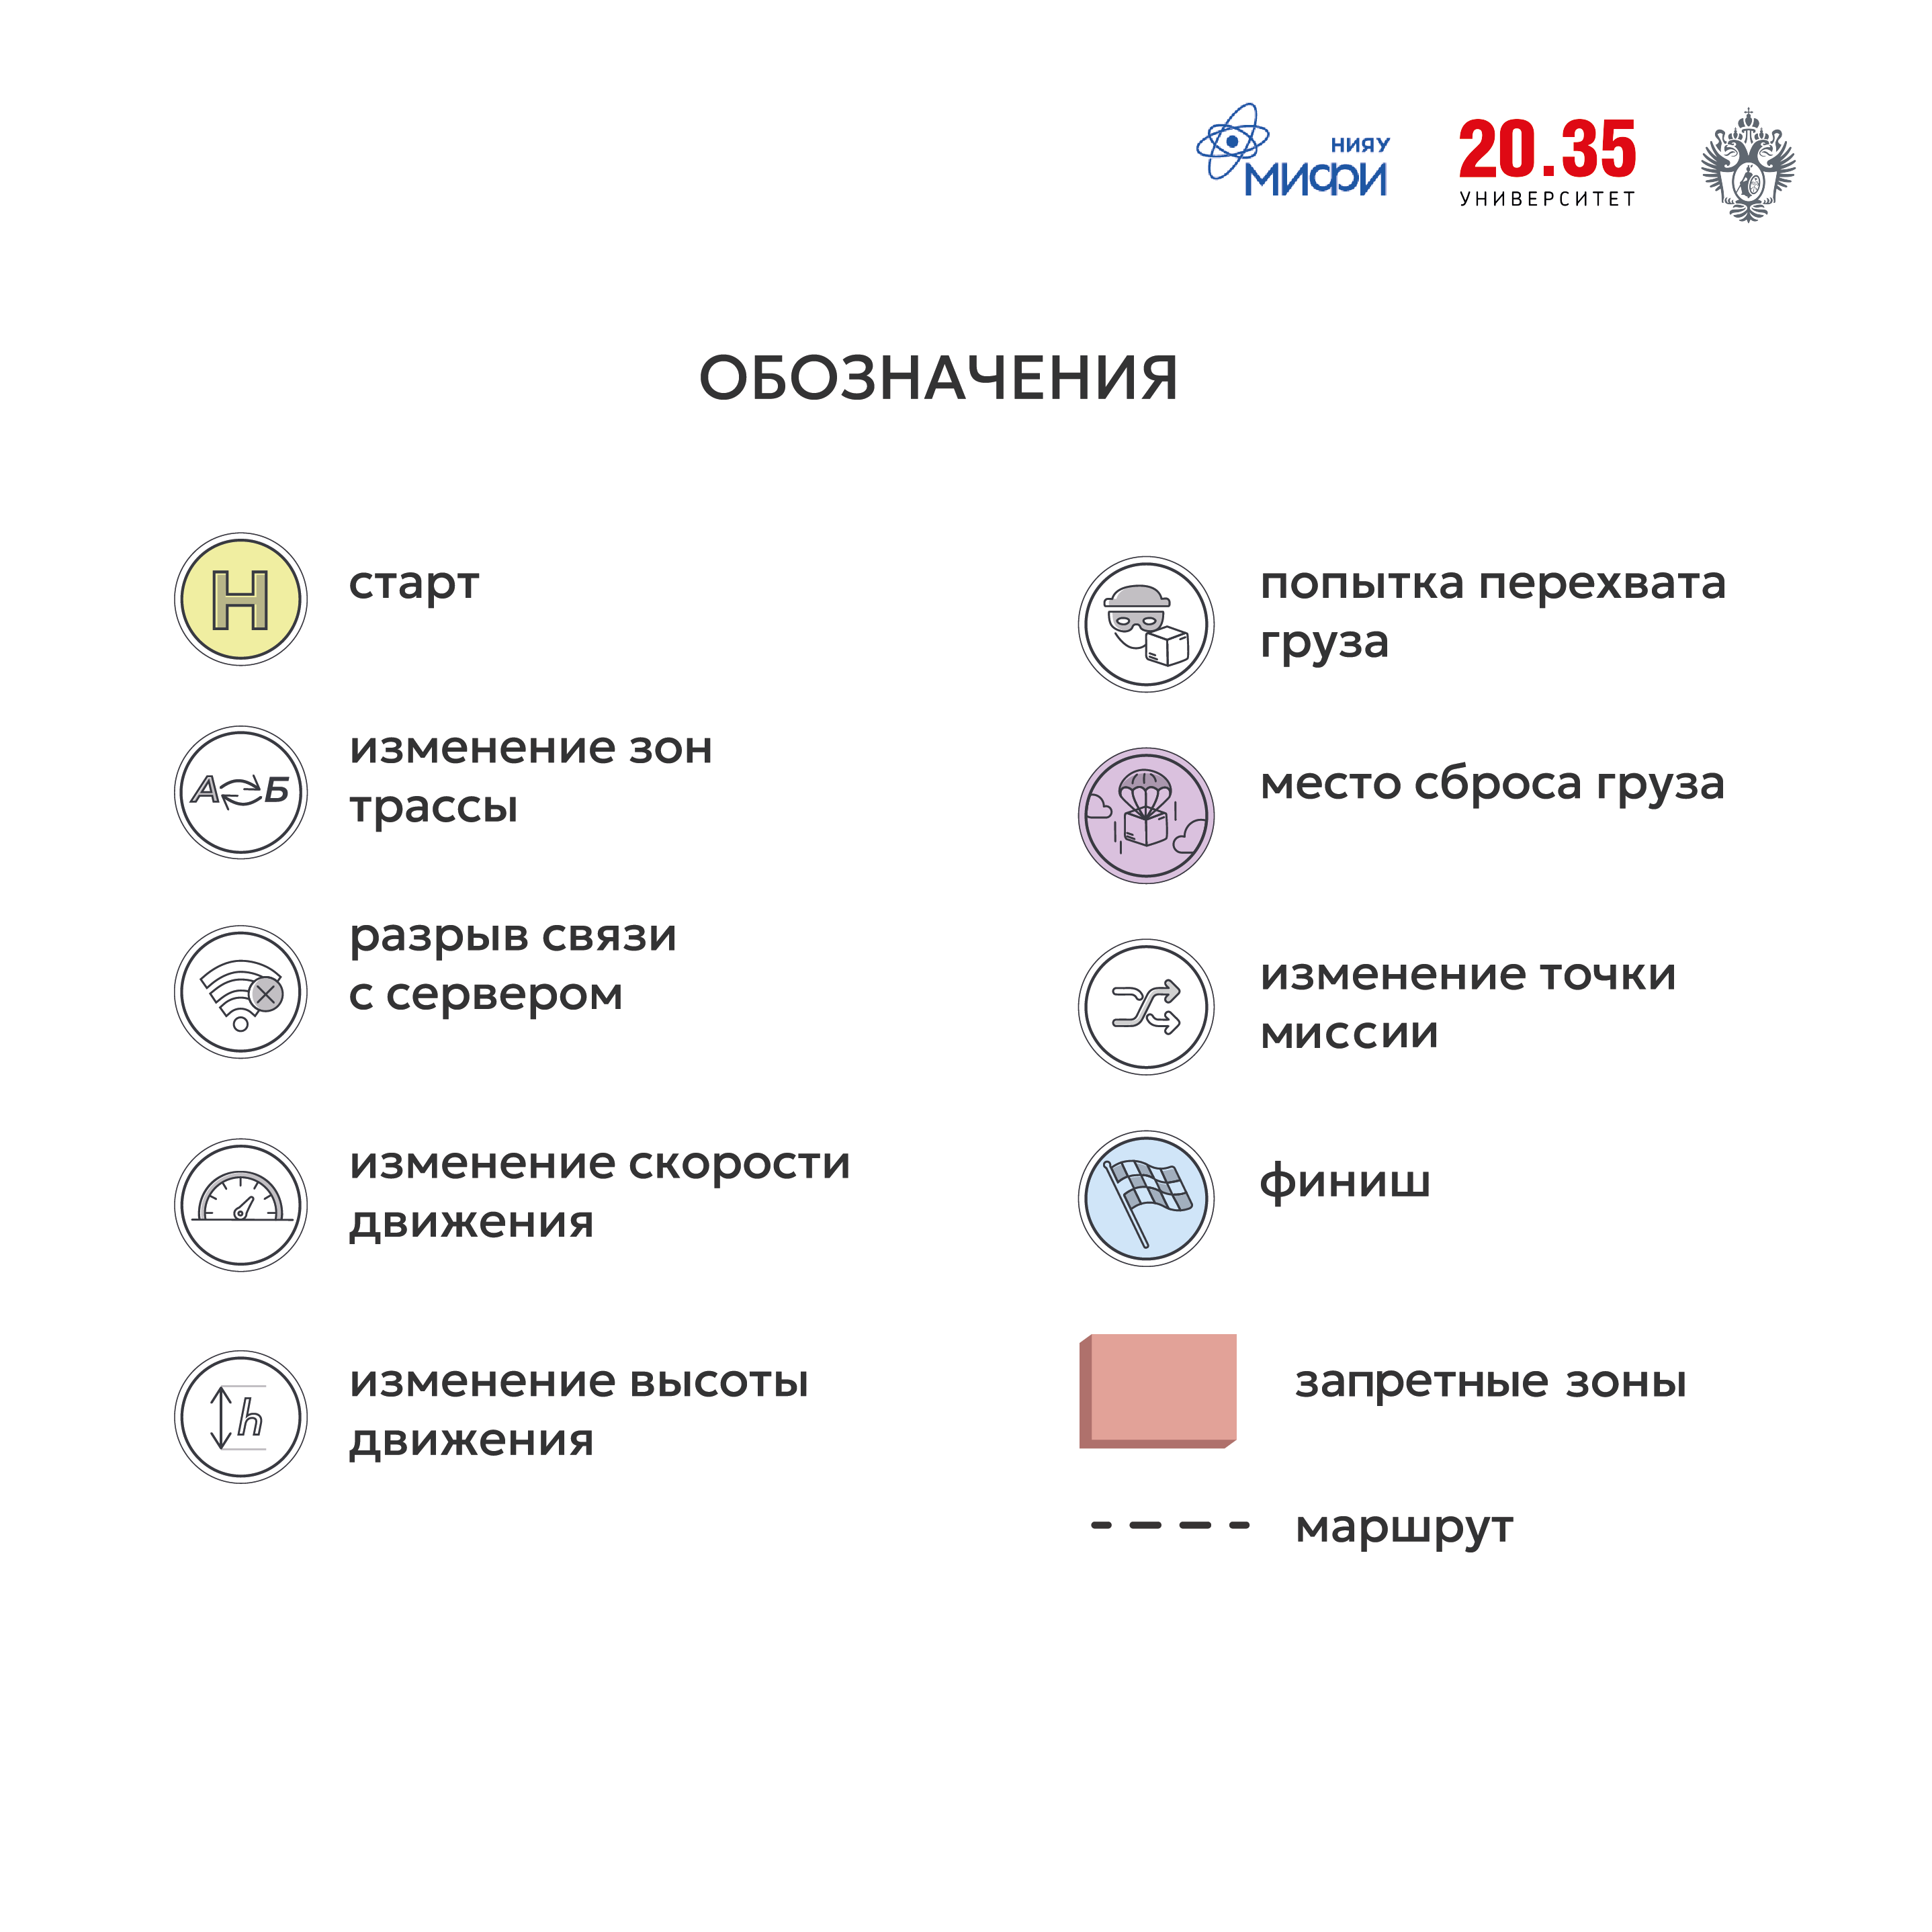 НИЯУ
МИФИ
20.35
УНИВЕРСИТЕТ
ОБОЗНАЧЕНИЯ
H
старт
А Б
изменение зон
трассы
разрыв связи
с сервером
изменение скорости
движения
h
изменение высоты
движения
попытка перехвата
груза
место сброса груза
изменение точки
миссии
финиш
запретные зоны
маршрут